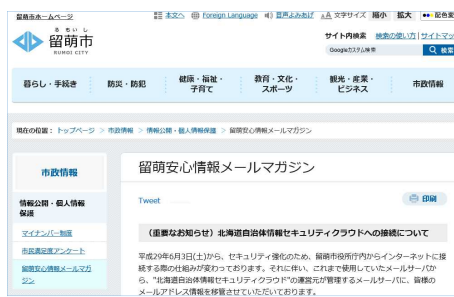 留萌市ホームページ
本文へ Foreign Language 音声よみあげ AA 文字サイズ 縮小 拡大 配色変
るもいし
留萌市
RUMOI CITY
サイト内検索 検索の使い方 サイトマッ
Googleカスタム検索 検索
暮らし・手続き 防災・防犯 健康・福祉・子育て 教育・文化・スポーツ 観光・産業・ビジネス 市政情報
現在の位置: トップページ > 市政情報 > 情報公開・個人情報保護 > 留萌安心情報メールマガジン
市政情報
情報公開・個人情報
保護
マイナンバー制度
市民満足度アンケート
留萌安心情報メールマガ
ジン
留萌安心情報メールマガジン
Tweet
印刷
(重要なお知らせ)北海道自治体情報セキュリティクラウドへの接続について
平成29年6月3日(土)から、セキュリティ強化のため、留萌市役所庁内からインターネットに接
続する際の仕組みが変わっております。それに伴い、これまで使用していたメールサーバか
ら、"北海道自治体情報セキュリティクラウド"の運営元が管理するメールサーバに、皆様の
メールアドレス情報を移管させていただいております。